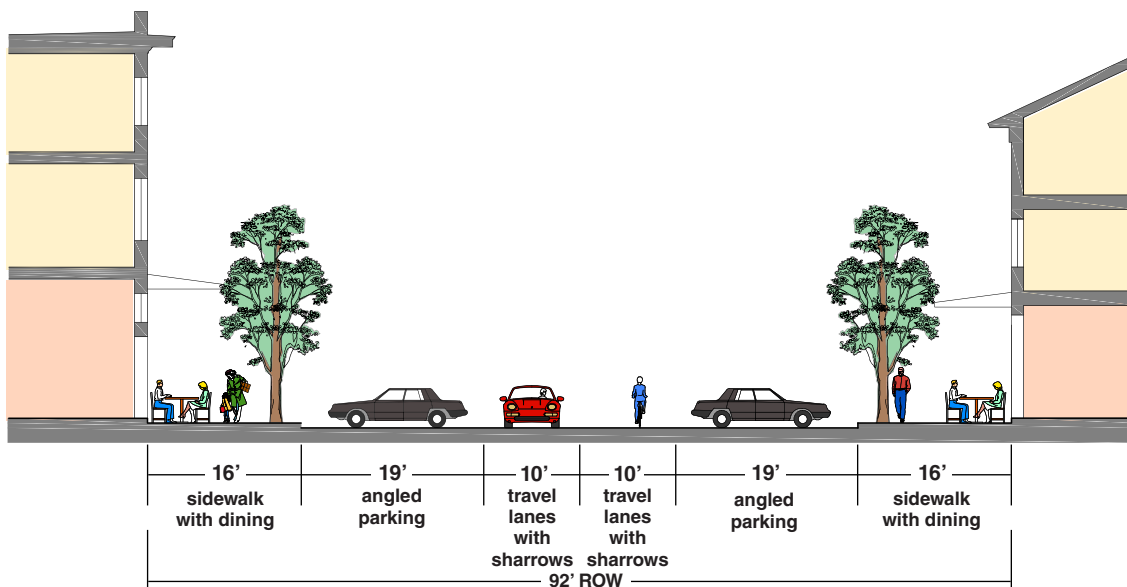 16’
sidewalk
with dining
19’
angled
parking
10’
travel
lanes
with
sharrows
10’
travel
lanes
with
sharrows
19’
angled
parking
16’
sidewalk
with dining
92’ ROW